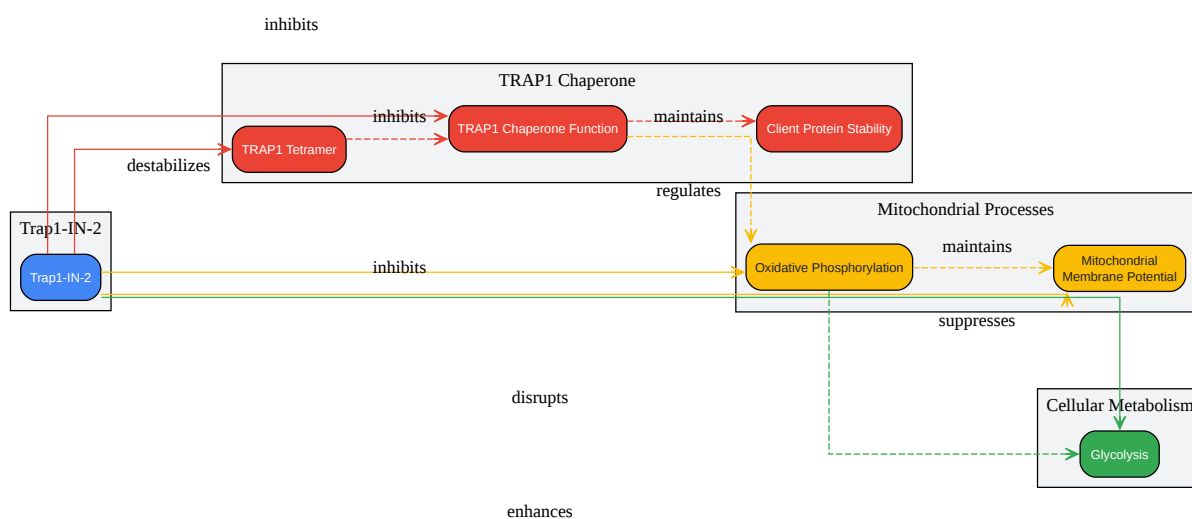 inhibits
TRAP1 Chaperone
inhibits
maintains
TRAP1 Chaperone Function
Client Protein Stability
TRAP1 Tetramer
destabilizes
regulates
Mitochondrial Processes
Trap1-IN-2
maintains
Trap1-IN-2
inhibits
Oxidative Phosphorylation
Mitochondrial
Membrane Potential
suppresses
disrupts
Cellular Metabolism
Glycolysis
enhances